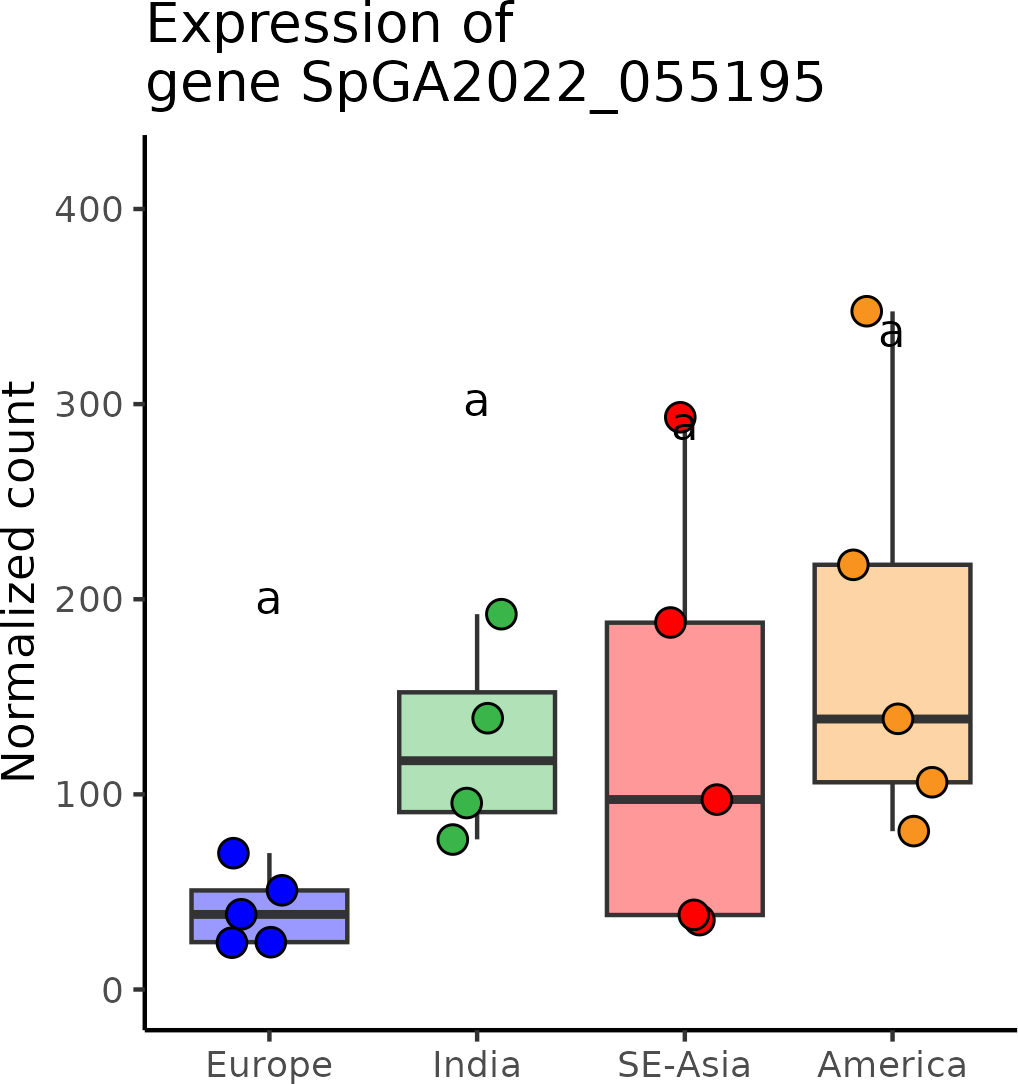 Expression of
gene SpGA2022_055195
Normalized count
400
300
200
100
0
a
a
a
a
Europe
India
SE-Asia
America